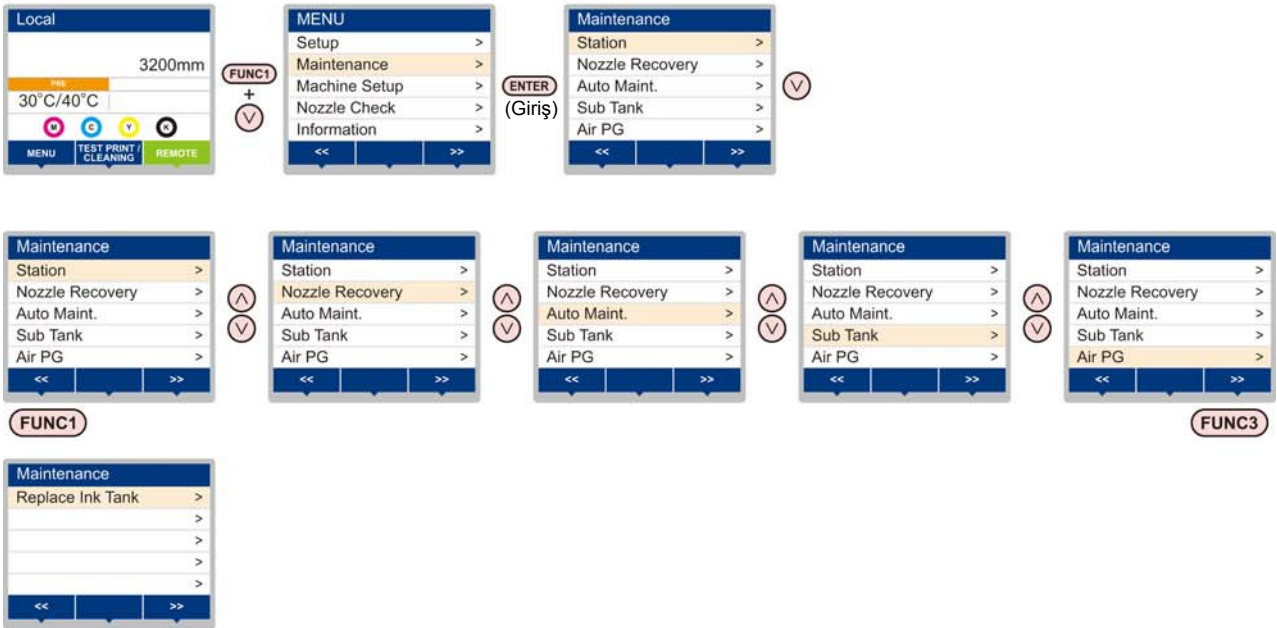 Local
3200mm
PRE
30°C/40°C
M C Y K
MENU TEST PRINT / CLEANING REMOTE
FUNC1
+
MENU
Setup >
Maintenance >
Machine Setup >
Nozzle Check >
Information >
<< >>
ENTER
(Giriş)
Maintenance
Station >
Nozzle Recovery >
Auto Maint. >
Sub Tank >
Air PG >
<< >>
Maintenance
Station >
Nozzle Recovery >
Auto Maint. >
Sub Tank >
Air PG >
<< >>
FUNC1
Maintenance
Station >
Nozzle Recovery >
Auto Maint. >
Sub Tank >
Air PG >
<< >>
Maintenance
Station >
Nozzle Recovery >
Auto Maint. >
Sub Tank >
Air PG >
<< >>
Maintenance
Station >
Nozzle Recovery >
Auto Maint. >
Sub Tank >
Air PG >
<< >>
Maintenance
Station >
Nozzle Recovery >
Auto Maint. >
Sub Tank >
Air PG >
<< >>
FUNC3
Maintenance
Replace Ink Tank >
>
>
>
>
<< >>